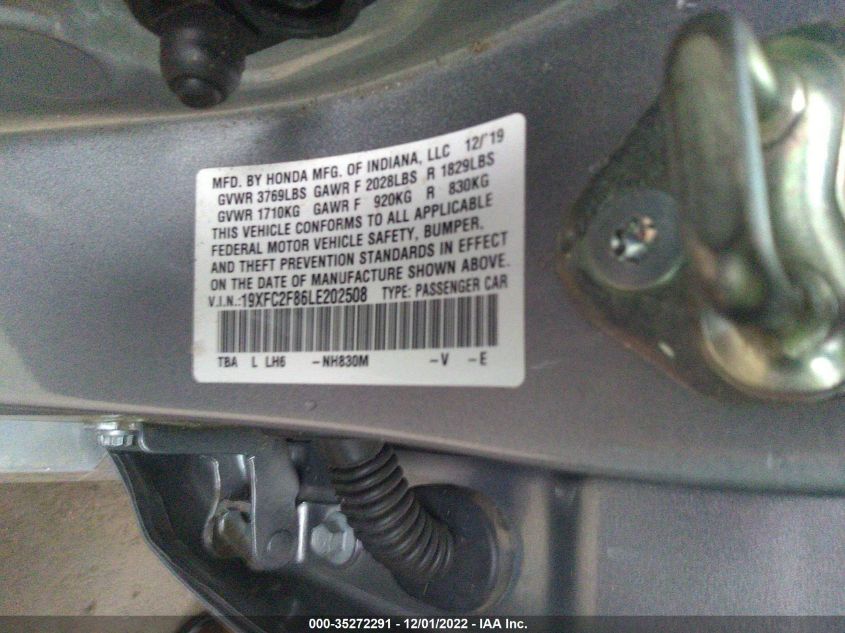 MFD. BY HONDA MFG. OF INDIANA, LLC 12/'19
GVWR 3769LBS GAWR F 2028LBS R 1829LBS
GVWR 1710KG GAWR F 920KG R 830KG
THIS VEHICLE CONFORMS TO ALL APPLICABLE
FEDERAL MOTOR VEHICLE SAFETY, BUMPER,
AND THEFT PREVENTION STANDARDS IN EFFECT
ON THE DATE OF MANUFACTURE SHOWN ABOVE.
V.I.N.:19XFC2F86LE202508 TYPE: PASSENGER CAR
TBA L LH6 -NH830M -V -E
000-35272291 - 12/01/2022 - IAA Inc.